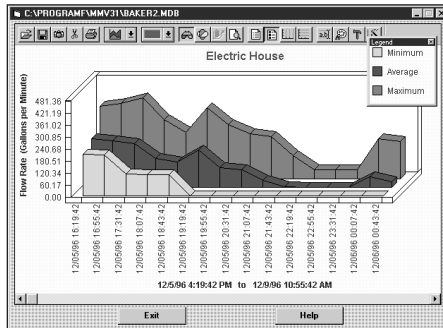 C:\PROGRAMF\MMV31\BAKER2.MDB
Electric House
Legend
Minimum
Average
Maximum
Flow Rate (Gallons per Minute)
481.36
421.19
361.02
300.85
240.68
180.51
120.34
60.17
0.00
12/05/96 16:19:42
12/05/96 16:55:42
12/05/96 17:31:42
12/05/96 18:07:42
12/05/96 18:43:42
12/05/96 19:19:42
12/05/96 19:55:42
12/05/96 20:31:42
12/05/96 21:07:42
12/05/96 21:43:42
12/05/96 22:19:42
12/05/96 22:55:42
12/05/96 23:31:42
12/06/96 00:07:42
12/06/96 00:43:42
12/5/96 4:19:42 PM to 12/9/96 10:55:42 AM
Exit
Help